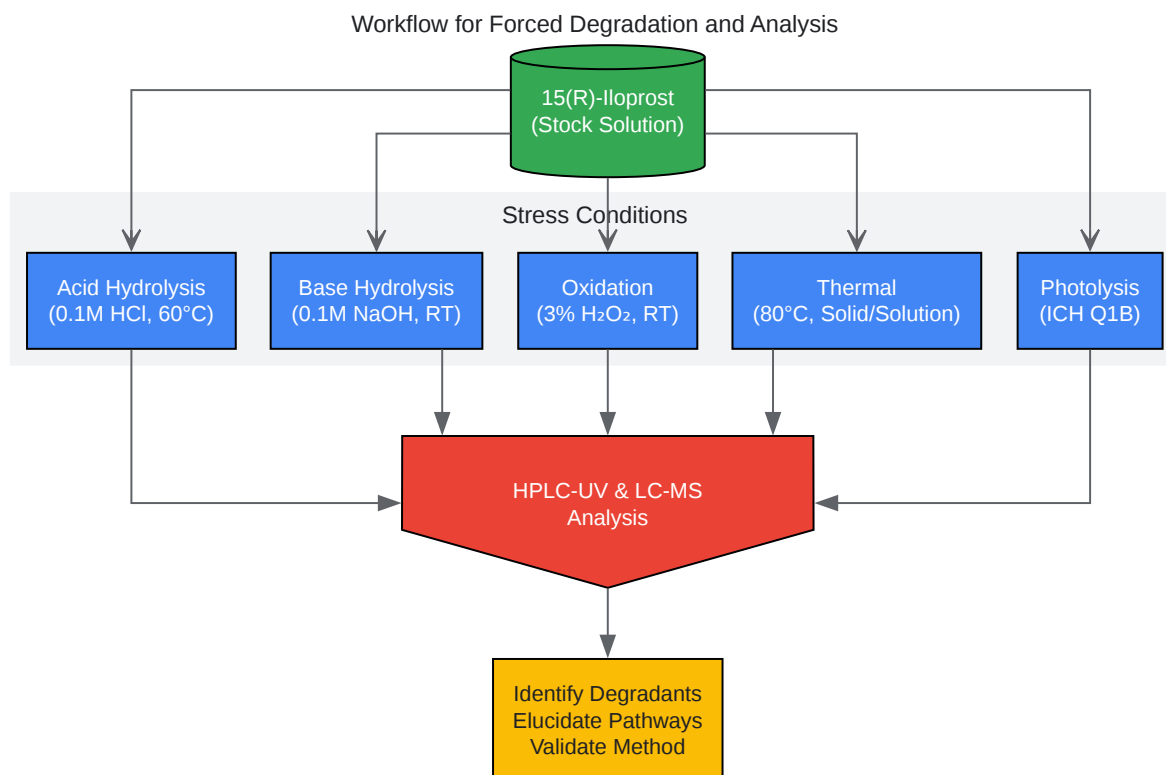 Workflow for Forced Degradation and Analysis
15(R)-Iloprost
(Stock Solution)
Stress Conditions
Acid Hydrolysis
(0.1M HCl, 60°C)
Base Hydrolysis
(0.1M NaOH, RT)
Oxidation
(3% H₂O₂, RT)
Thermal
(80°C, Solid/Solution)
Photolysis
(ICH Q1B)
HPLC-UV & LC-MS
Analysis
Identify Degradants
Elucidate Pathways
Validate Method